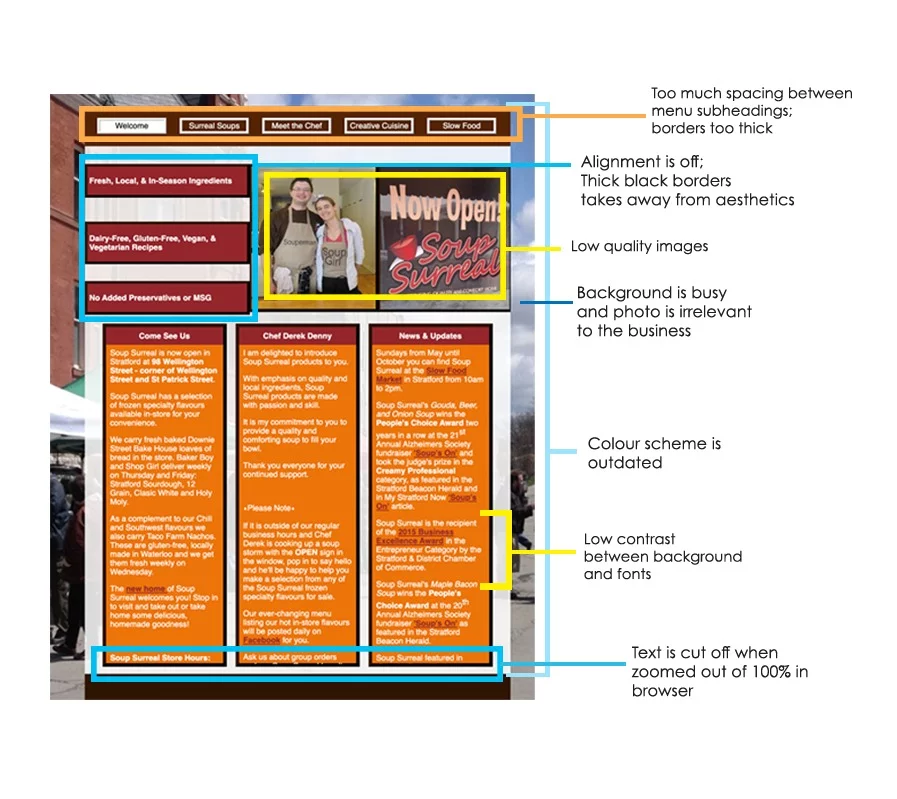 Too much spacing between
menu subheadings;
borders too thick
Welcome
Surreal Soups
Meet the Chef
Creative Cuisine
Slow Food
Alignment is off;
Thick black borders
takes away from aesthetics
Fresh, Local, & In-Season Ingredients
Dairy-Free, Gluten-Free, Vegan, &
Vegetarian Recipes
No Added Preservatives or MSG
Souperman
Soup
Girl
Now Open
Soup
Surreal
Low quality images
Background is busy
and photo is irrelevant
to the business
Come See Us
Soup Surreal is now open in
Stratford at 98 Wellington
Street - corner of Wellington
Street and St Patrick Street.
Soup Surreal has a selection
of frozen specialty flavours
available in-store for your
convenience.
We carry fresh baked Downie
Street Bake House loaves of
bread in the store. Baker Boy
and Shop Girl deliver weekly
on Thursday and Friday:
Stratford Sourdough, 12
Grain, Clasic White and Holy
Moly.
As a complement to our Chili
and Southwest flavours we
also carry Taco Farm Nachos.
These are gluten-free, locally
made in Waterloo and we get
them fresh weekly on
Wednesday.
The new home of Soup
Surreal welcomes you! Stop in
to visit and take out or take
home some delicious,
homemade goodness!
Soup Surreal Store Hours:
Chef Derek Denny
I am delighted to introduce
Soup Surreal products to you.
With emphasis on quality and
local ingredients, Soup
Surreal products are made
with passion and skill.
It is my commitment to you to
provide a quality and
comforting soup to fill your
bowl.
Thank you everyone for your
continued support.
*Please Note*
If it is outside of our regular
business hours and Chef
Derek is cooking up a soup
storm with the OPEN sign in
the window, pop in to say hello
and he'll be happy to help you
make a selection from any of
the Soup Surreal frozen
specialty flavours for sale.
Our ever-changing menu
listing our hot in-store flavours
will be posted daily on
Facebook for you.
Ask us about group orders
News & Updates
Sundays from May until
October you can find Soup
Surreal at the Slow Food
Market in Stratford from 10am
to 2pm.
Soup Surreal's Gouda, Beer,
and Onion Soup wins the
People's Choice Award two
years in a row at the 21st
Annual Alzheimers Society
fundraiser 'Soup's On' and
took the judge's prize in the
Creamy Professional
category, as featured in the
Stratford Beacon Herald and
in My Stratford Now 'Soup's
On' article.
Soup Surreal is the recipient
of the 2015 Business
Excellence Award in the
Entrepreneur Category by the
Stratford & District Chamber
of Commerce.
Soup Surreal's Maple Bacon
Soup wins the People's
Choice Award at the 20th
Annual Alzheimers Society
fundraiser 'Soup's On' as
featured in the Stratford
Beacon Herald.
Soup Surreal featured in
Colour scheme is
outdated
Low contrast
between background
and fonts
Text is cut off when
zoomed out of 100% in
browser